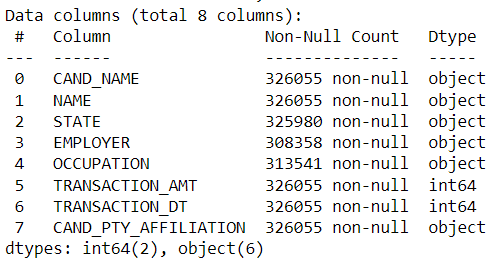 Data columns (total 8 columns):
 #   Column               Non-Null Count   Dtype
---  ------               --------------   -----
 0   CAND_NAME            326055 non-null  object
 1   NAME                 326055 non-null  object
 2   STATE                325980 non-null  object
 3   EMPLOYER             308358 non-null  object
 4   OCCUPATION           313541 non-null  object
 5   TRANSACTION_AMT      326055 non-null  int64
 6   TRANSACTION_DT       326055 non-null  int64
 7   CAND_PTY_AFFILIATION 326055 non-null  object
dtypes: int64(2), object(6)